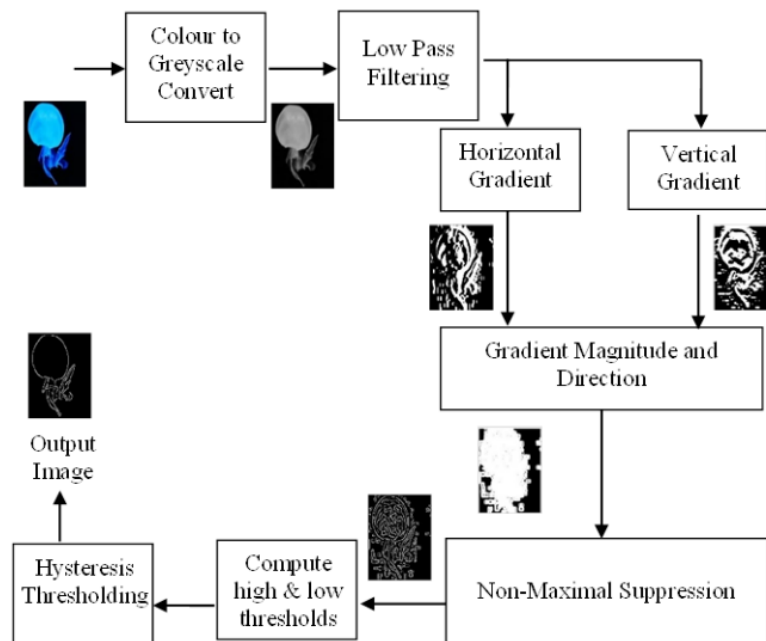 Colour to
Greyscale
Convert
Low Pass
Filtering
Horizontal
Gradient
Vertical
Gradient
Gradient Magnitude and
Direction
Non-Maximal Suppression
Compute
high & low
thresholds
Hysteresis
Thresholding
Output
Image